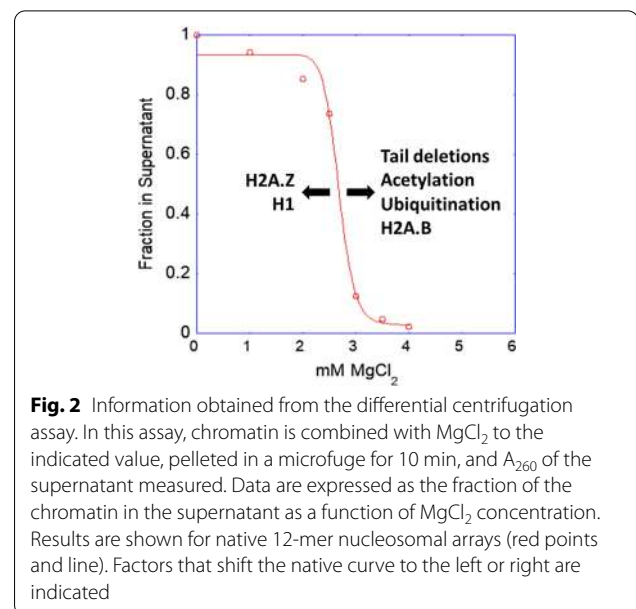 1
0.8
0.6
0.4
0.2
0
Fraction in Supernatant
H2A.Z
H1
Tail deletions
Acetylation
Ubiquitination
H2A.B
0 1 2 3 4 5 6
mM MgCl₂
Fig. 2 Information obtained from the differential centrifugation
assay. In this assay, chromatin is combined with MgCl₂ to the
indicated value, pelleted in a microfuge for 10 min, and A₂₆₀ of the
supernatant measured. Data are expressed as the fraction of the
chromatin in the supernatant as a function of MgCl₂ concentration.
Results are shown for native 12-mer nucleosomal arrays (red points
and line). Factors that shift the native curve to the left or right are
indicated